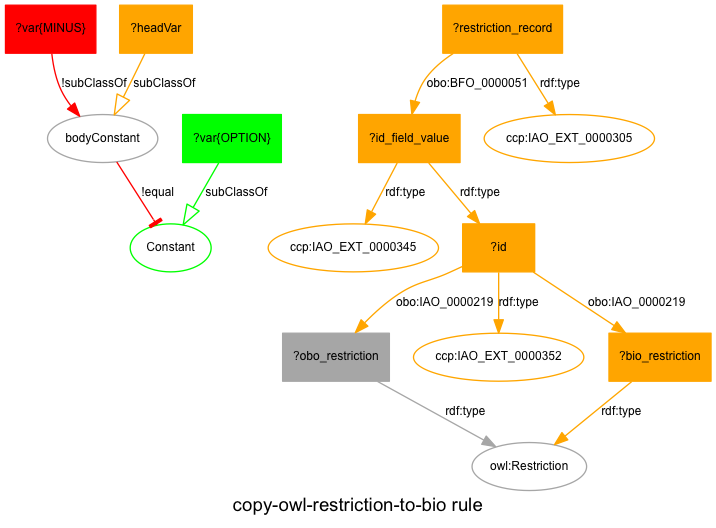 ?var{MINUS}
?headVar
?restriction_record
!subClassOf
subClassOf
obo:BFO_0000051
rdf:type
bodyConstant
?var{OPTION}
?id_field_value
ccp:IAO_EXT_0000305
!equal
subClassOf
rdf:type
rdf:type
Constant
ccp:IAO_EXT_0000345
?id
obo:IAO_0000219
rdf:type
obo:IAO_0000219
?obo_restriction
ccp:IAO_EXT_0000352
?bio_restriction
rdf:type
rdf:type
owl:Restriction
copy-owl-restriction-to-bio rule